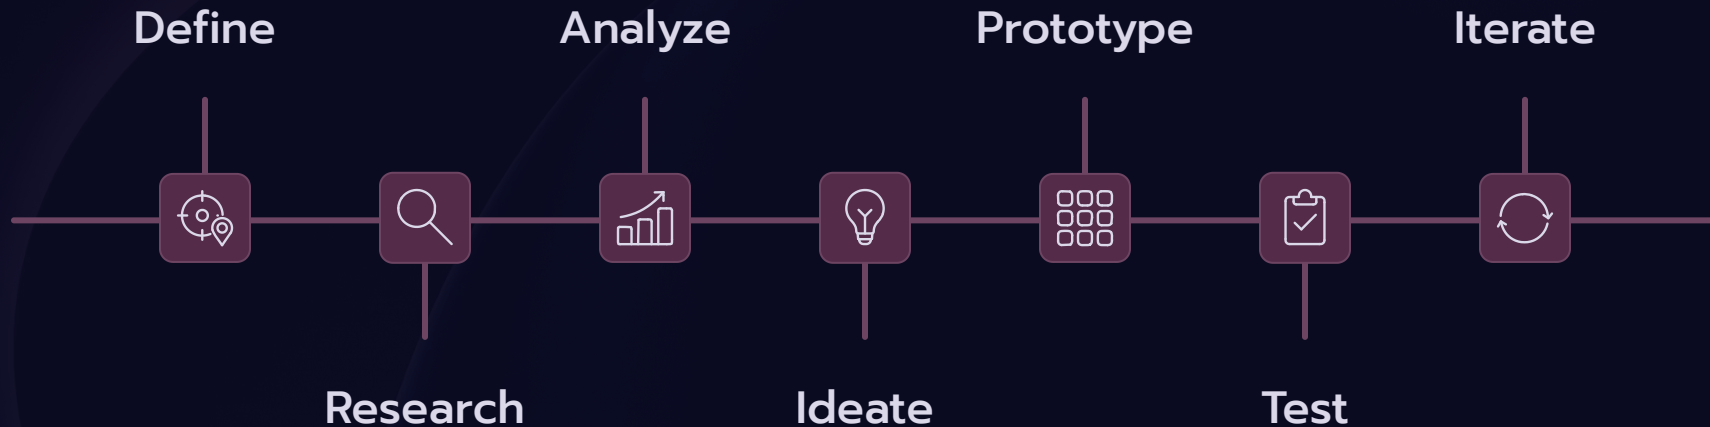 Define
Research
Analyze
Ideate
Prototype
Test
Iterate